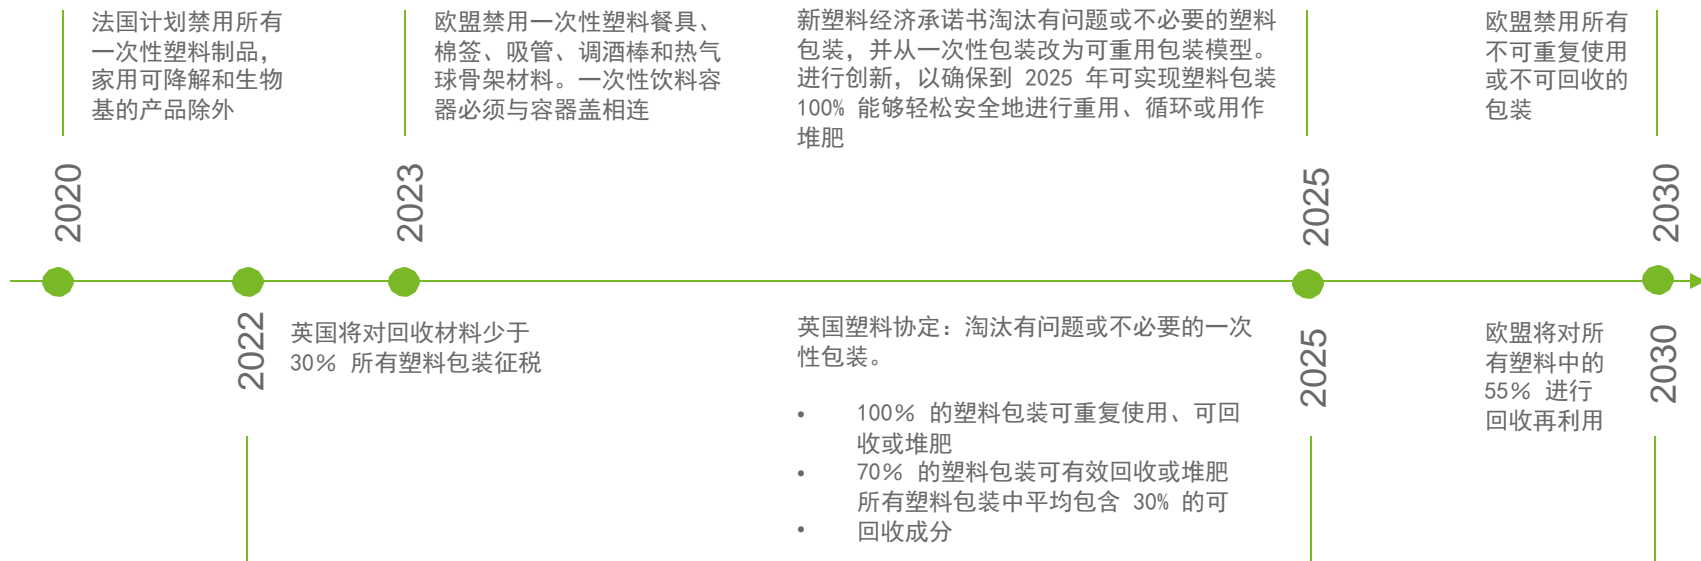 法国计划禁用所有
一次性塑料制品，
家用可降解和生物
基的产品除外
2020
欧盟禁用一次性塑料餐具、
棉签、吸管、调酒棒和热气
球骨架材料。一次性饮料容
器必须与容器盖相连
2023
新塑料经济承诺书淘汰有问题或不必要的塑料
包装，并从一次性包装改为可重用包装模型。
进行创新，以确保到 2025 年可实现塑料包装
100% 能够轻松安全地进行重用、循环或用作
堆肥
2025
欧盟禁用所有
不可重复使用
或不可回收的
包装
2030
2022
英国将对回收材料少于
30% 所有塑料包装征税
英国塑料协定：淘汰有问题或不必要的一次
性包装。
• 100% 的塑料包装可重复使用、可回
收或堆肥
• 70% 的塑料包装可有效回收或堆肥
所有塑料包装中平均包含 30% 的可
• 回收成分
2025
欧盟将对所
有塑料中的
55% 进行
回收再利用
2030